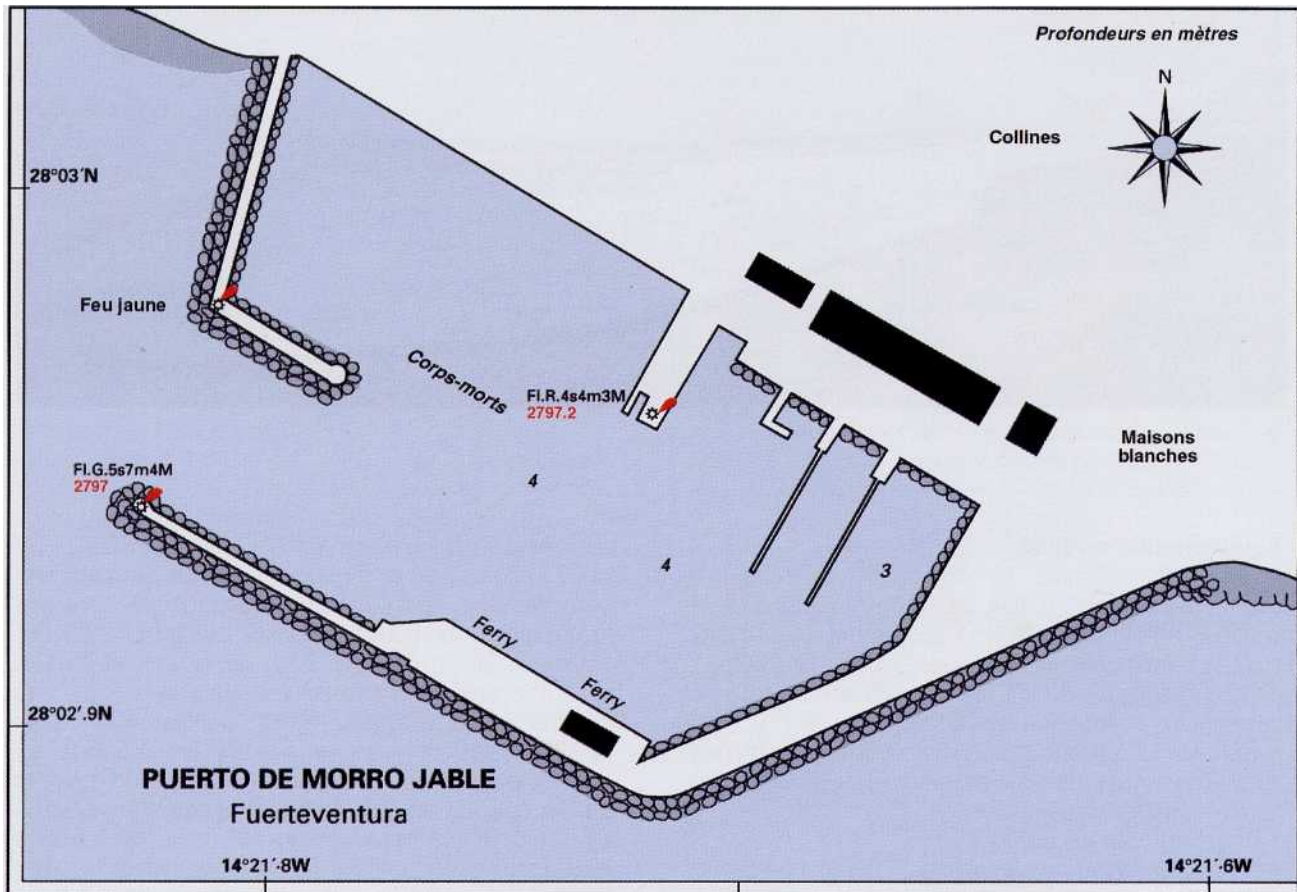 Profondeurs en mètres
N
Collines
28°03´N
Feu jaune
Corps-morts
Fl.R.4s4m3M
2797.2
Maisons
blanches
Fl.G.5s7m4M
2797
4
4
3
Ferry
Ferry
28°02´.9N
PUERTO DE MORRO JABLE
Fuerteventura
14°21´·8W
14°21´·6W